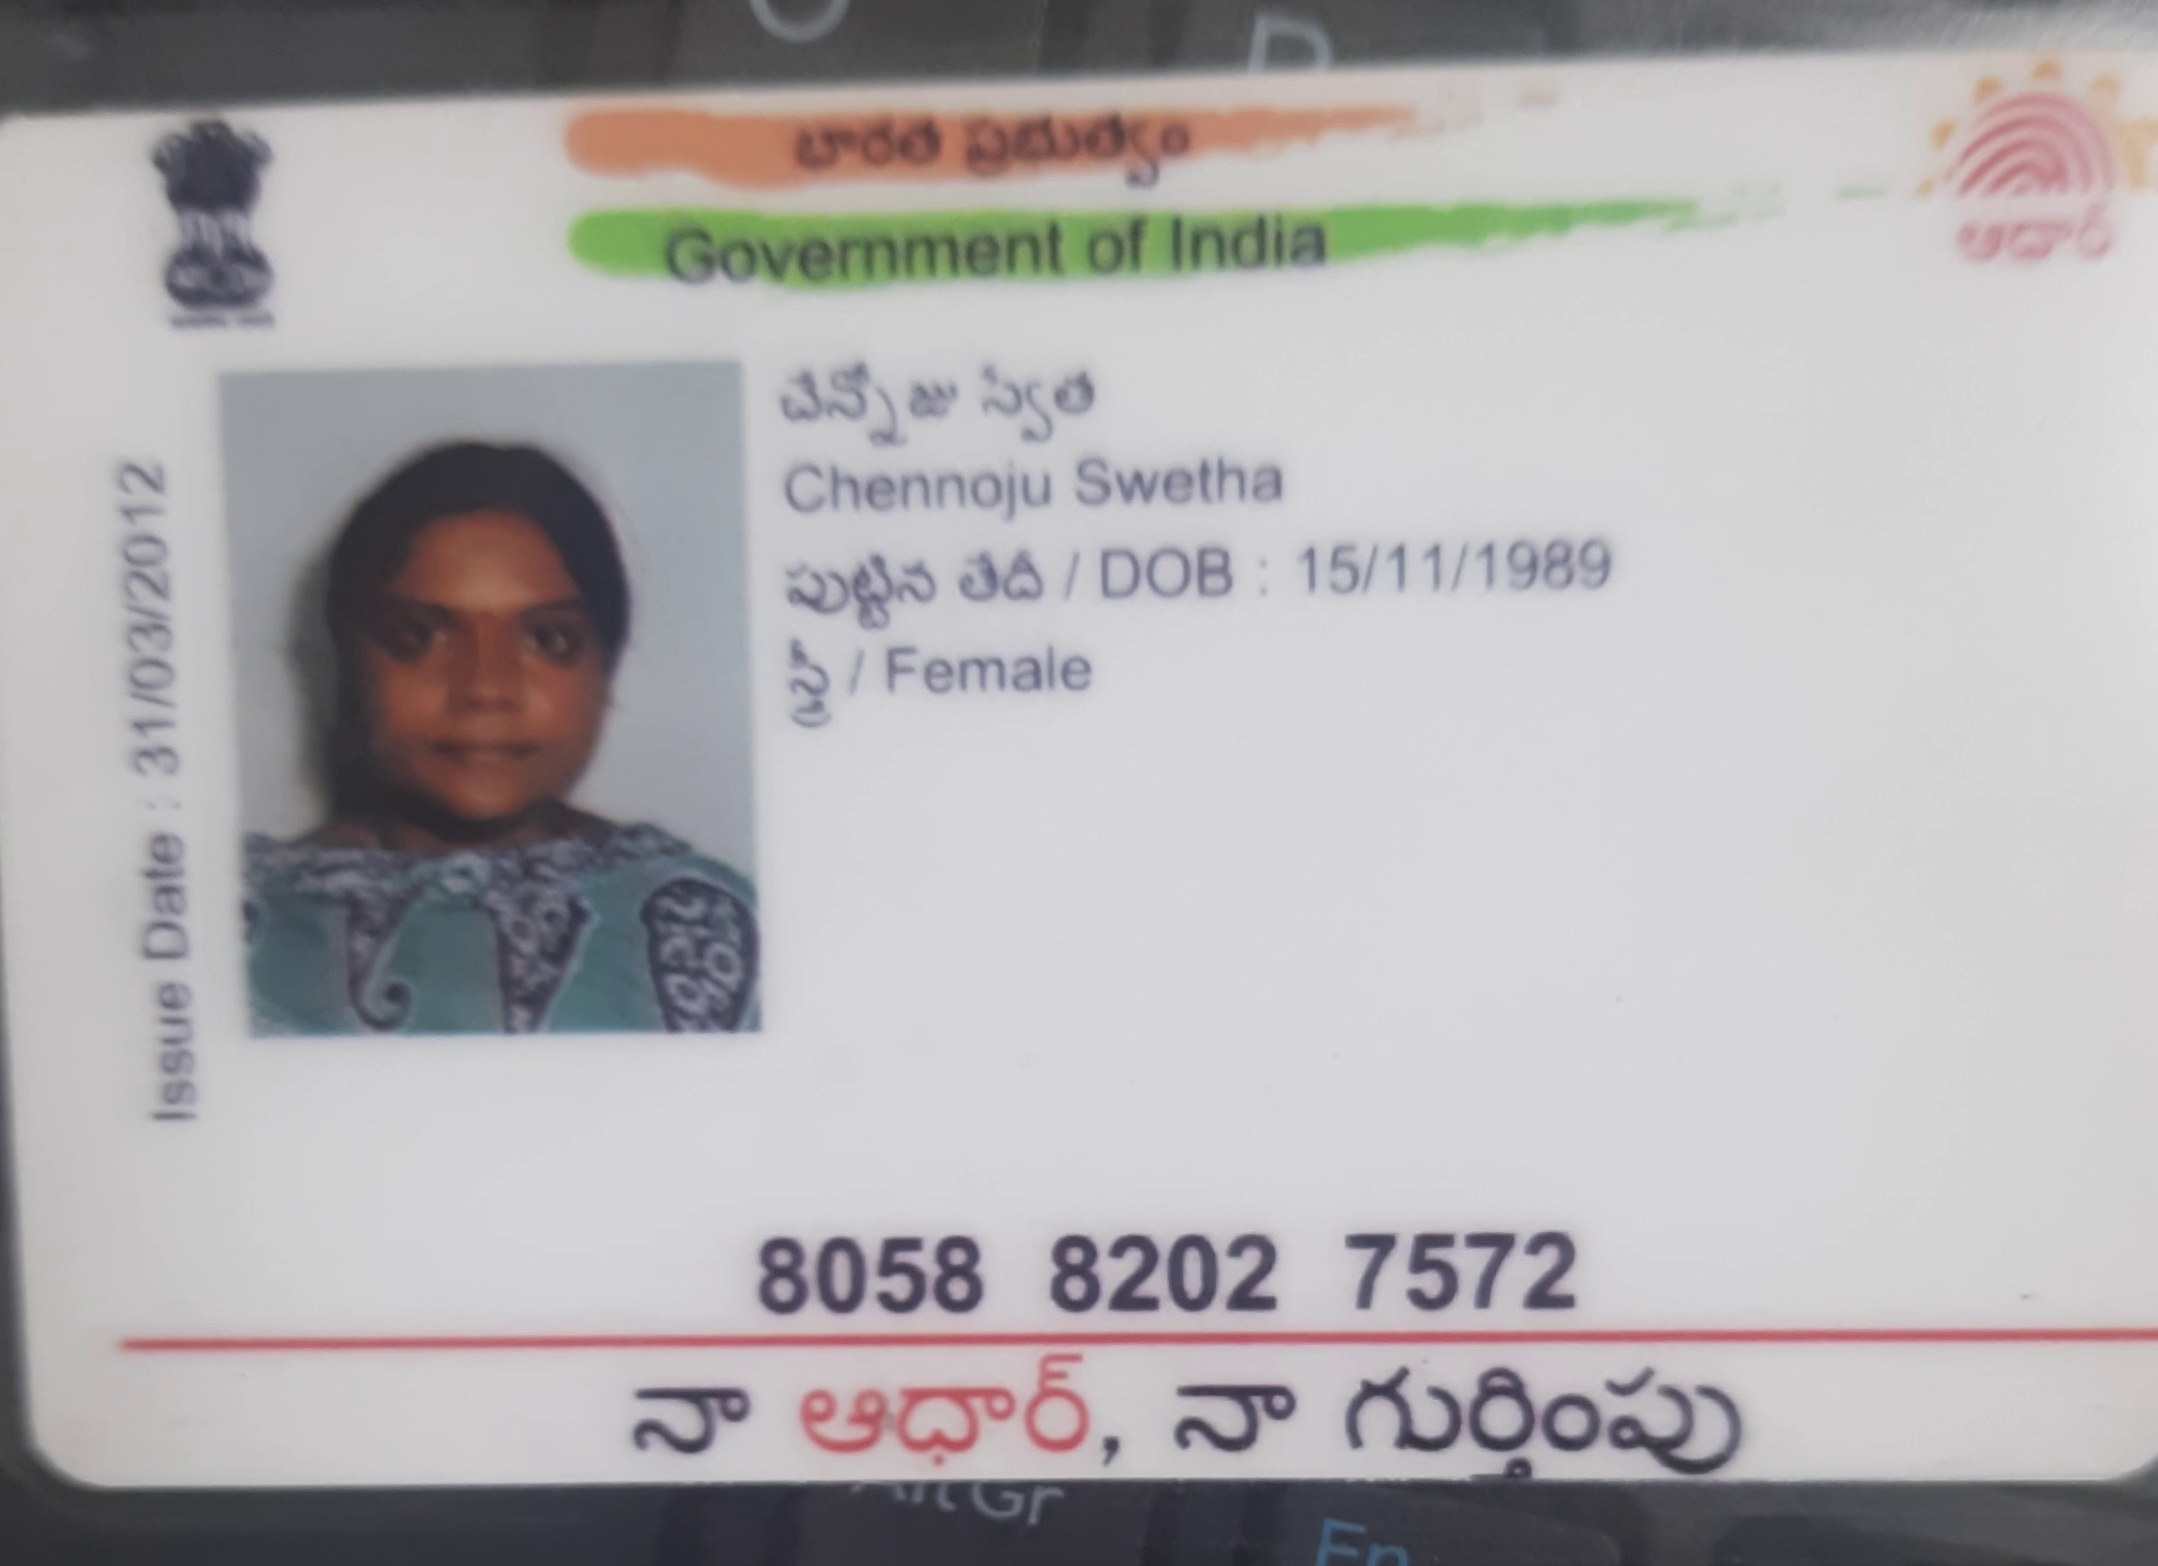 భారత ప్రభుత్వం
Government of India
ఆధార్
చేన్నోజు స్వేత
Chennoju Swetha
పుట్టిన తేదీ / DOB : 15/11/1989
స్త్రీ / Female
Issue Date : 31/03/2012
8058 8202 7572
నా ఆధార్, నా గుర్తింపు
Alt Gr